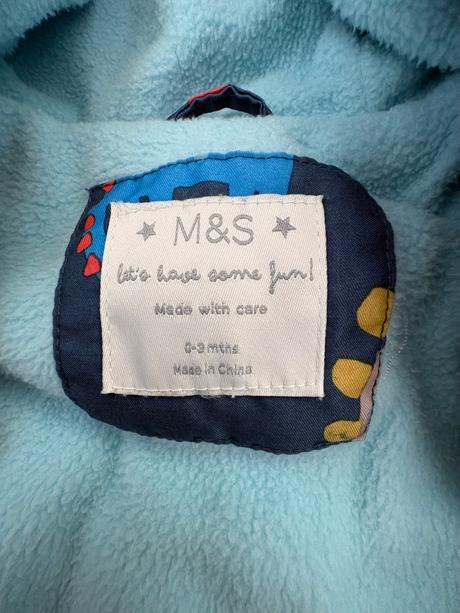 M&S
let's have some fun!
Made with care
0-3 mths
Made in China